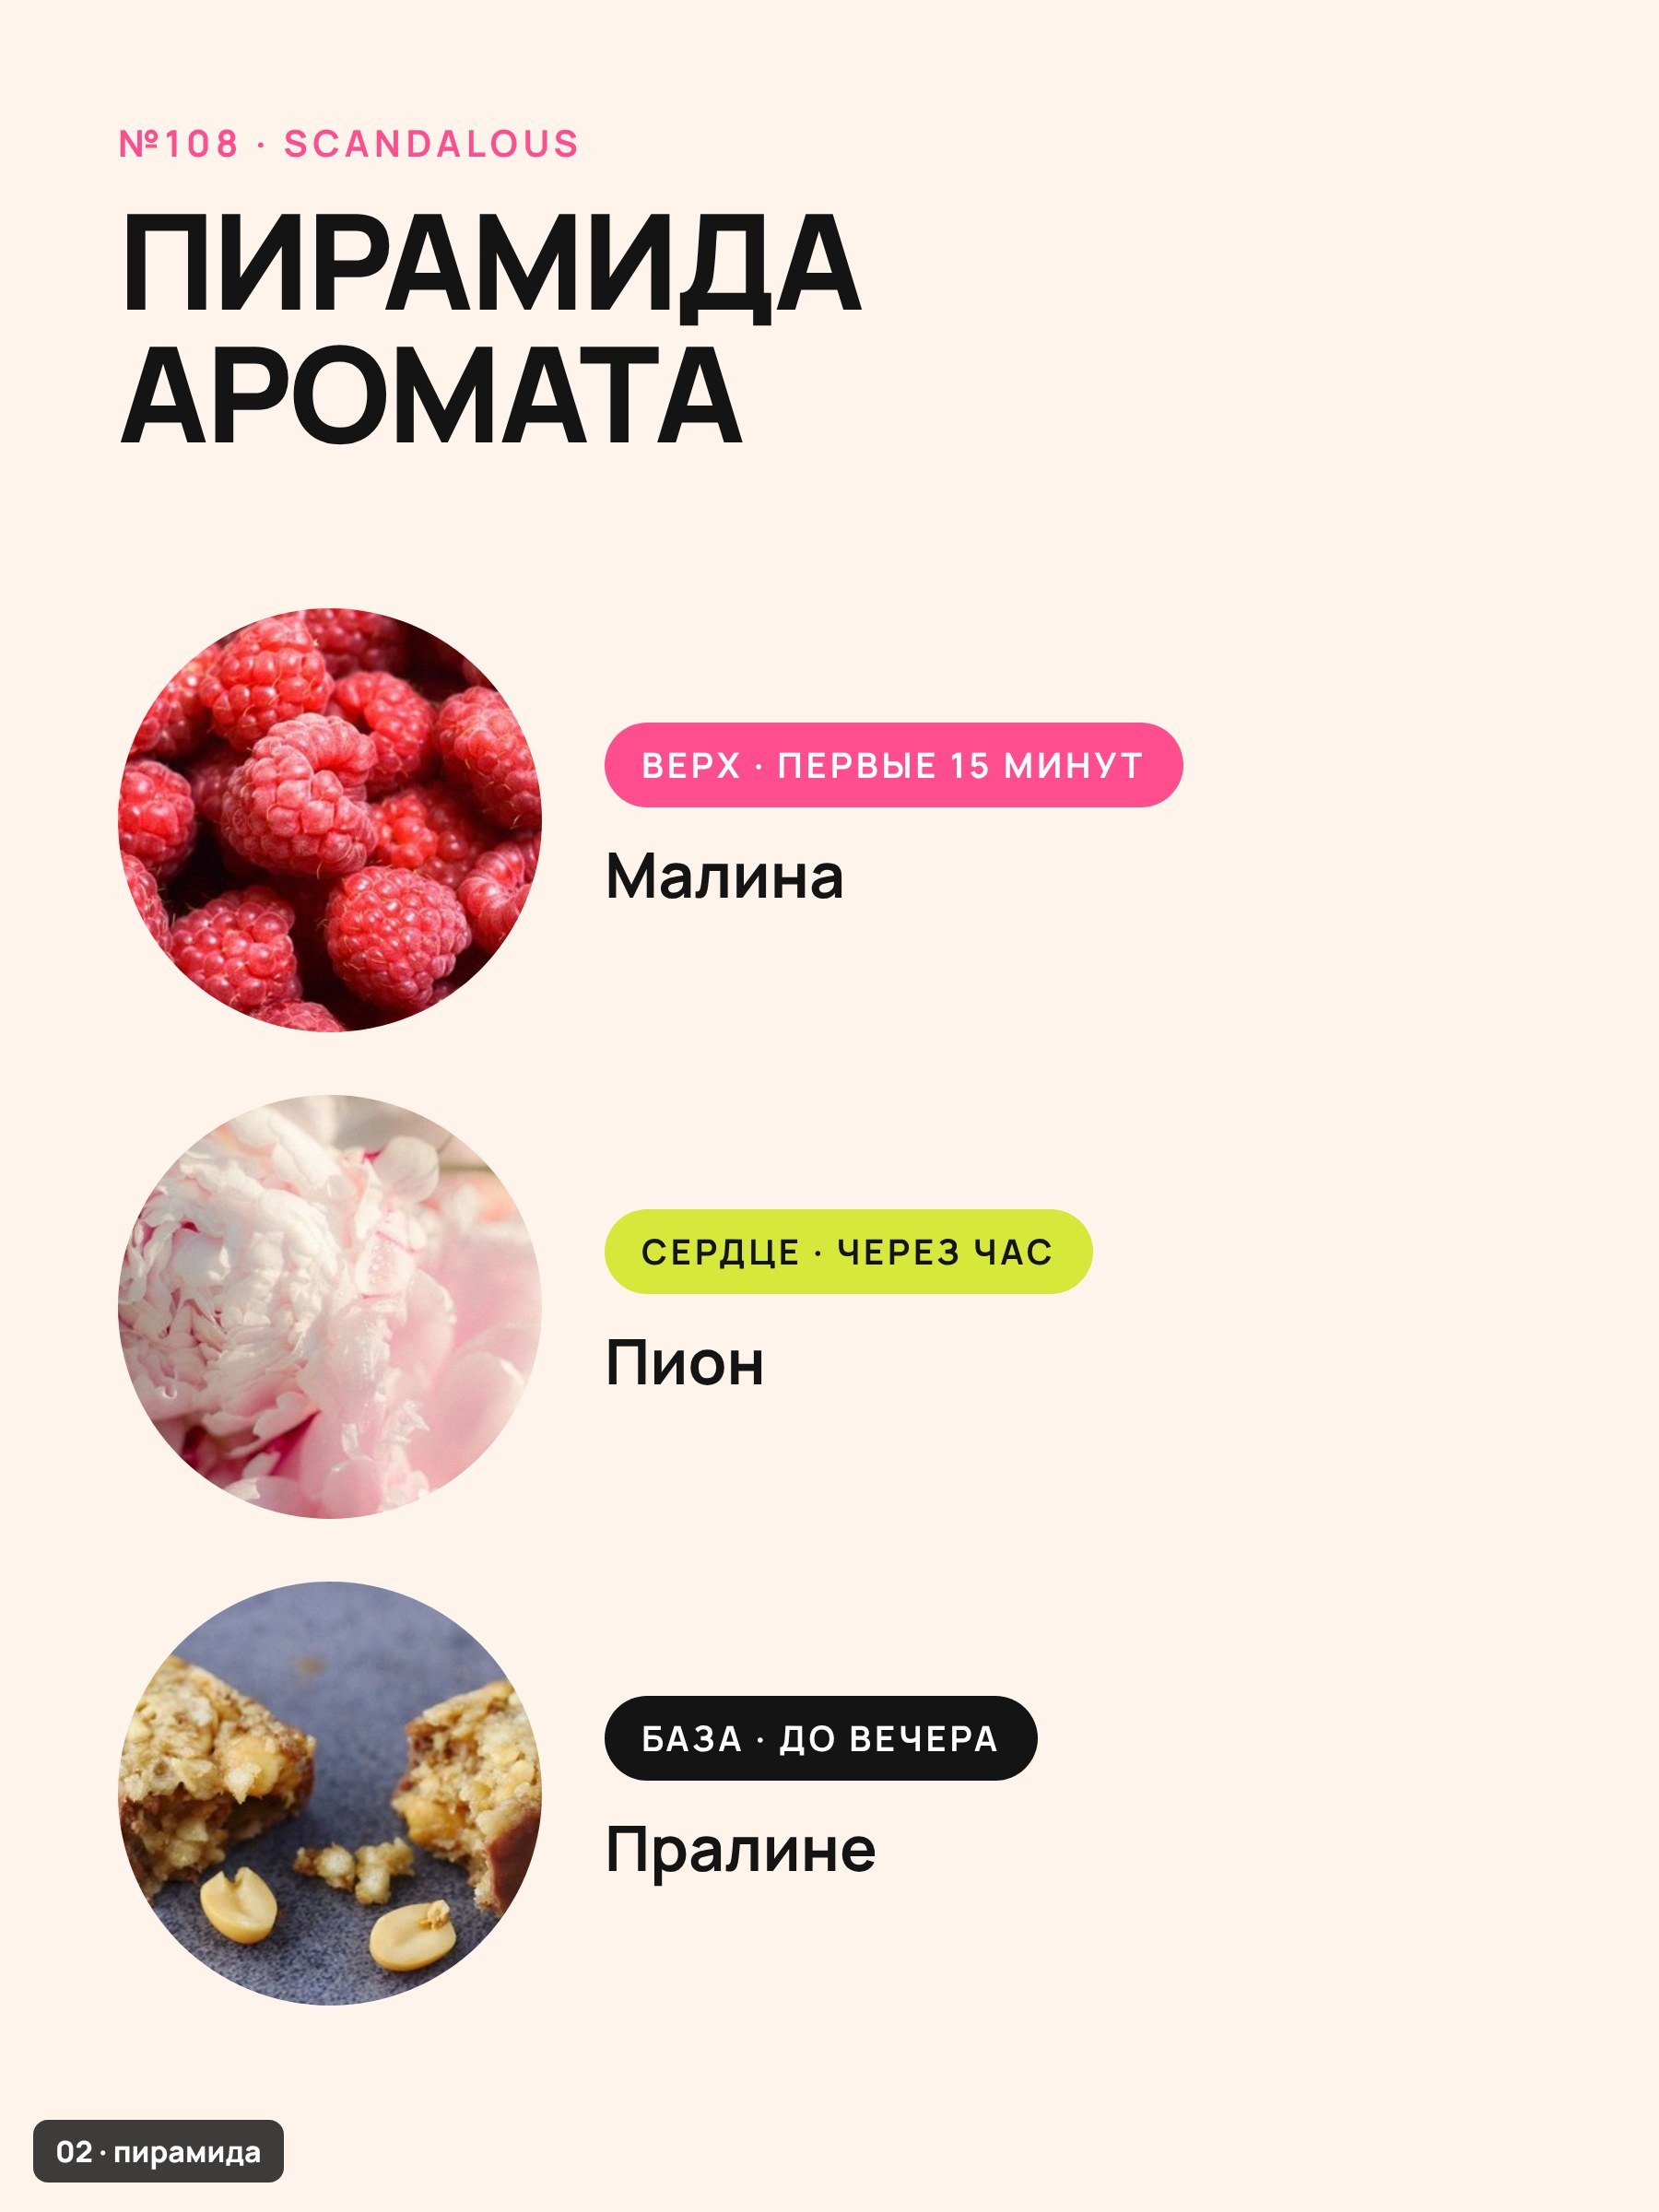 №108 · SCANDALOUS
ПИРАМИДА
АРОМАТА
ВЕРХ · ПЕРВЫЕ 15 МИНУТ
Малина
СЕРДЦЕ · ЧЕРЕЗ ЧАС
Пион
БАЗА · ДО ВЕЧЕРА
Пралине
02 · пирамида